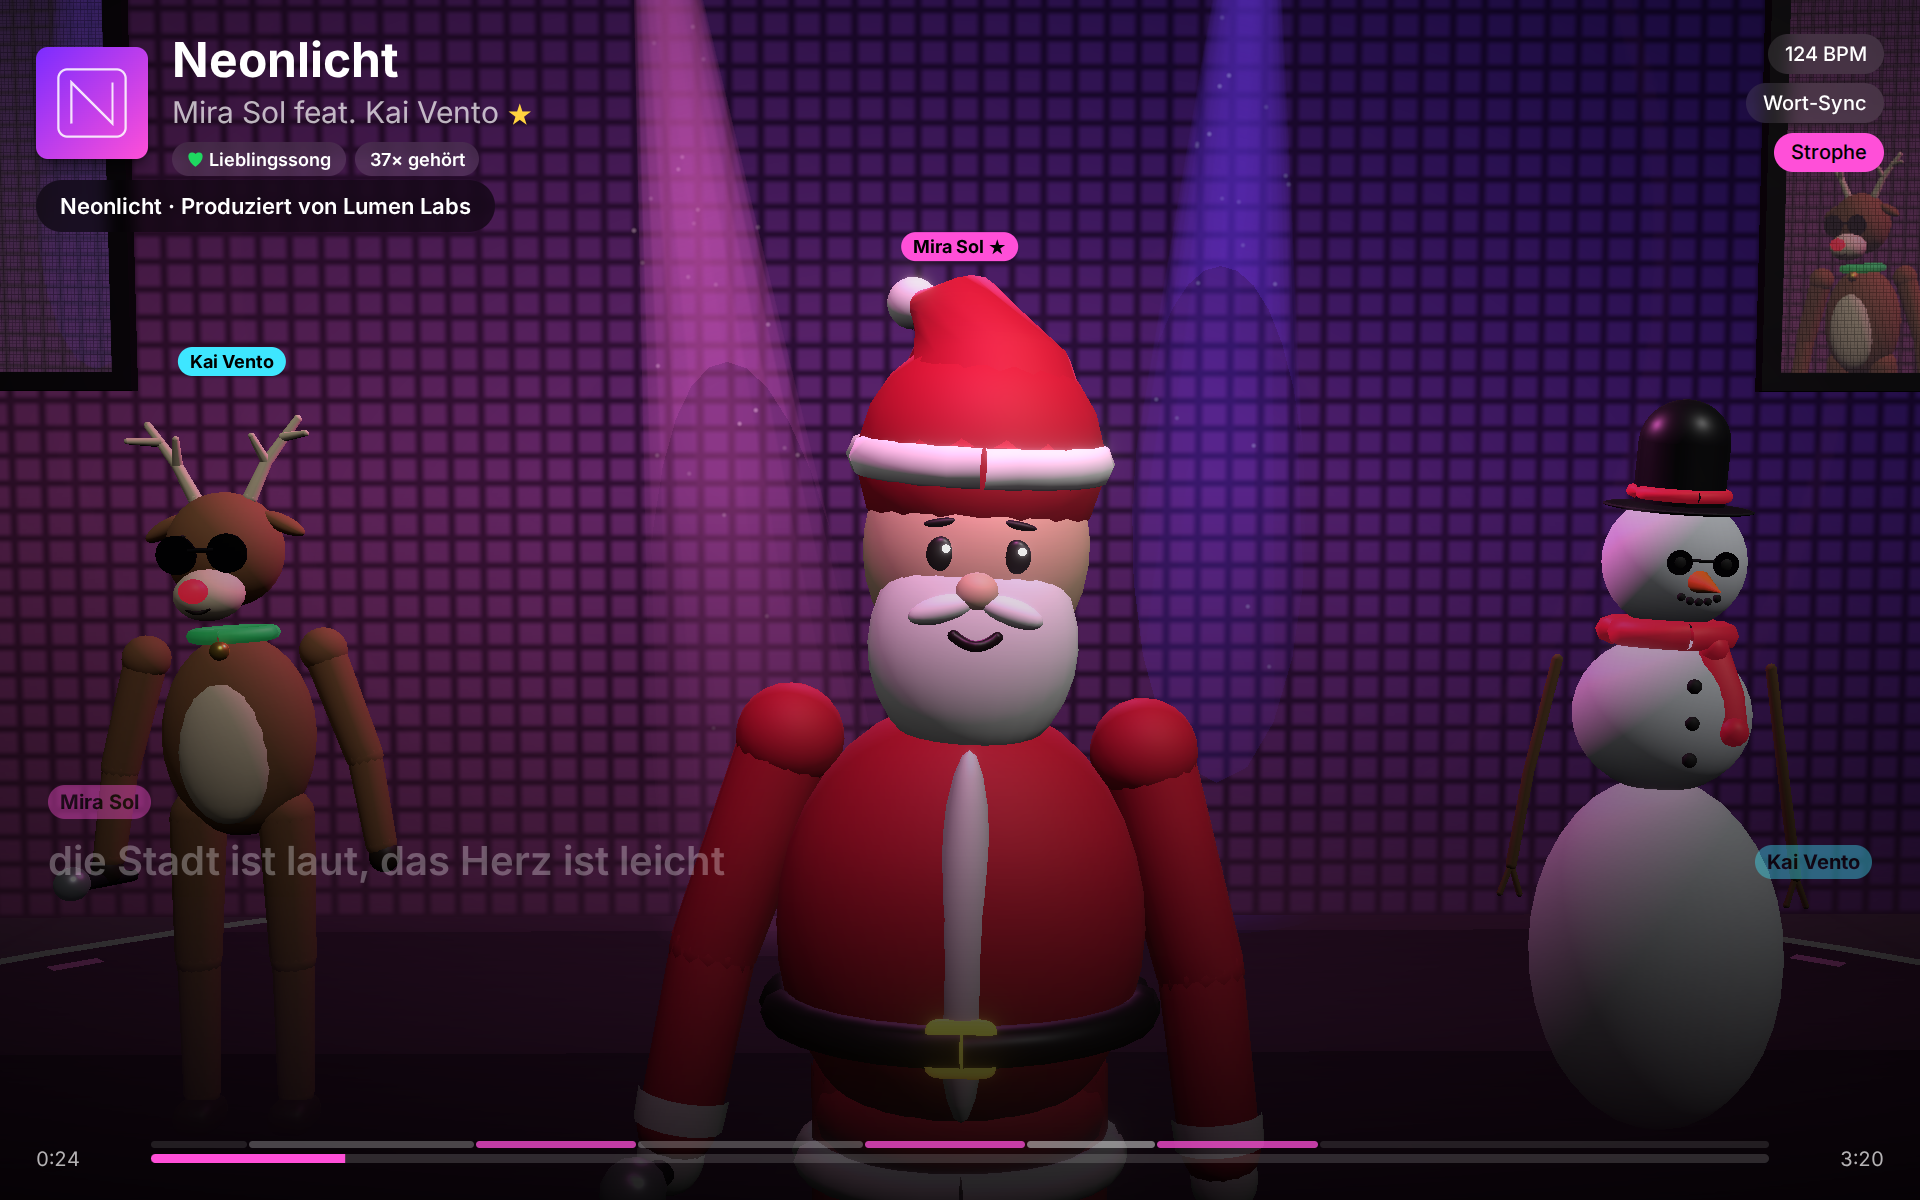 Neonlicht
Mira Sol feat. Kai Vento ★
Lieblingssong
37× gehört
Neonlicht · Produziert von Lumen Labs
124 BPM
Wort-Sync
Strophe
Mira Sol ★
Kai Vento
Mira Sol
die Stadt ist laut, das Herz ist leicht
Kai Vento
0:24
3:20